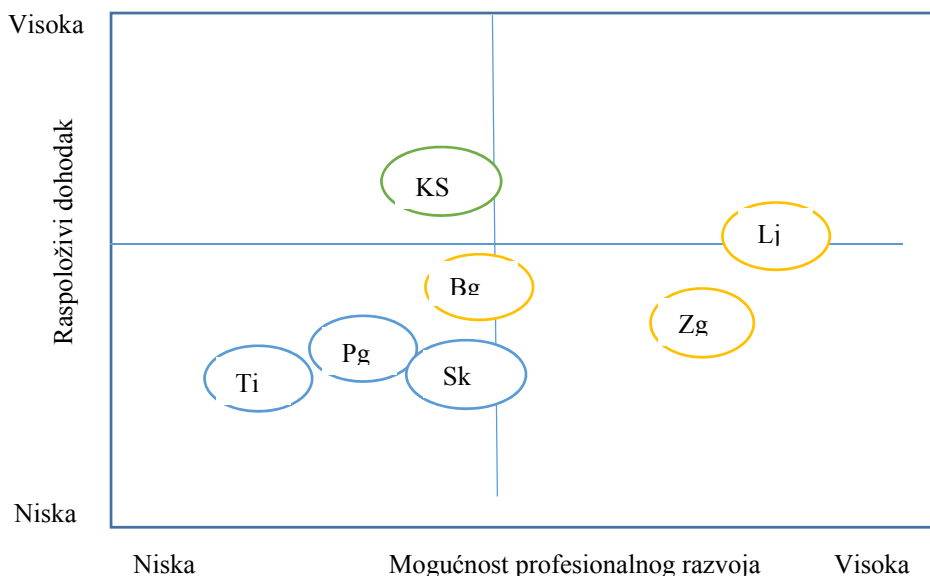 Visoka
Raspoloživi dohodak
KS
Lj
Bg
Zg
Pg
Sk
Ti
Niska
Niska
Mogućnost profesionalnog razvoja
Visoka